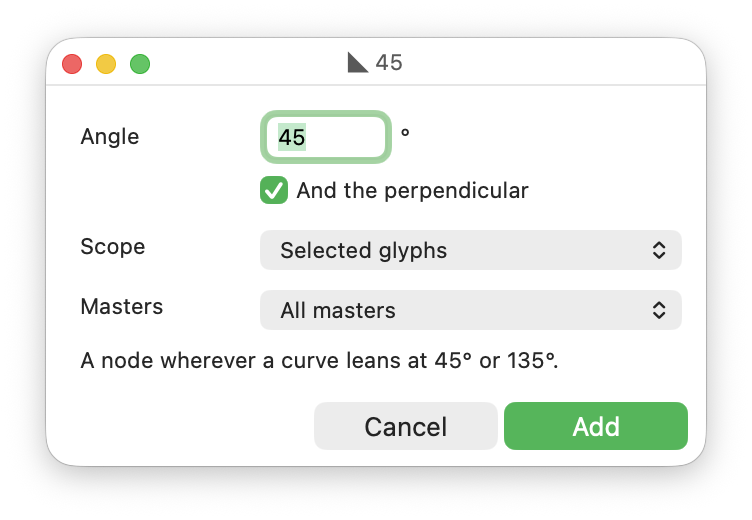 45
Angle
45 °
And the perpendicular
Scope
Selected glyphs
Masters
All masters
A node wherever a curve leans at 45° or 135°.
Cancel
Add